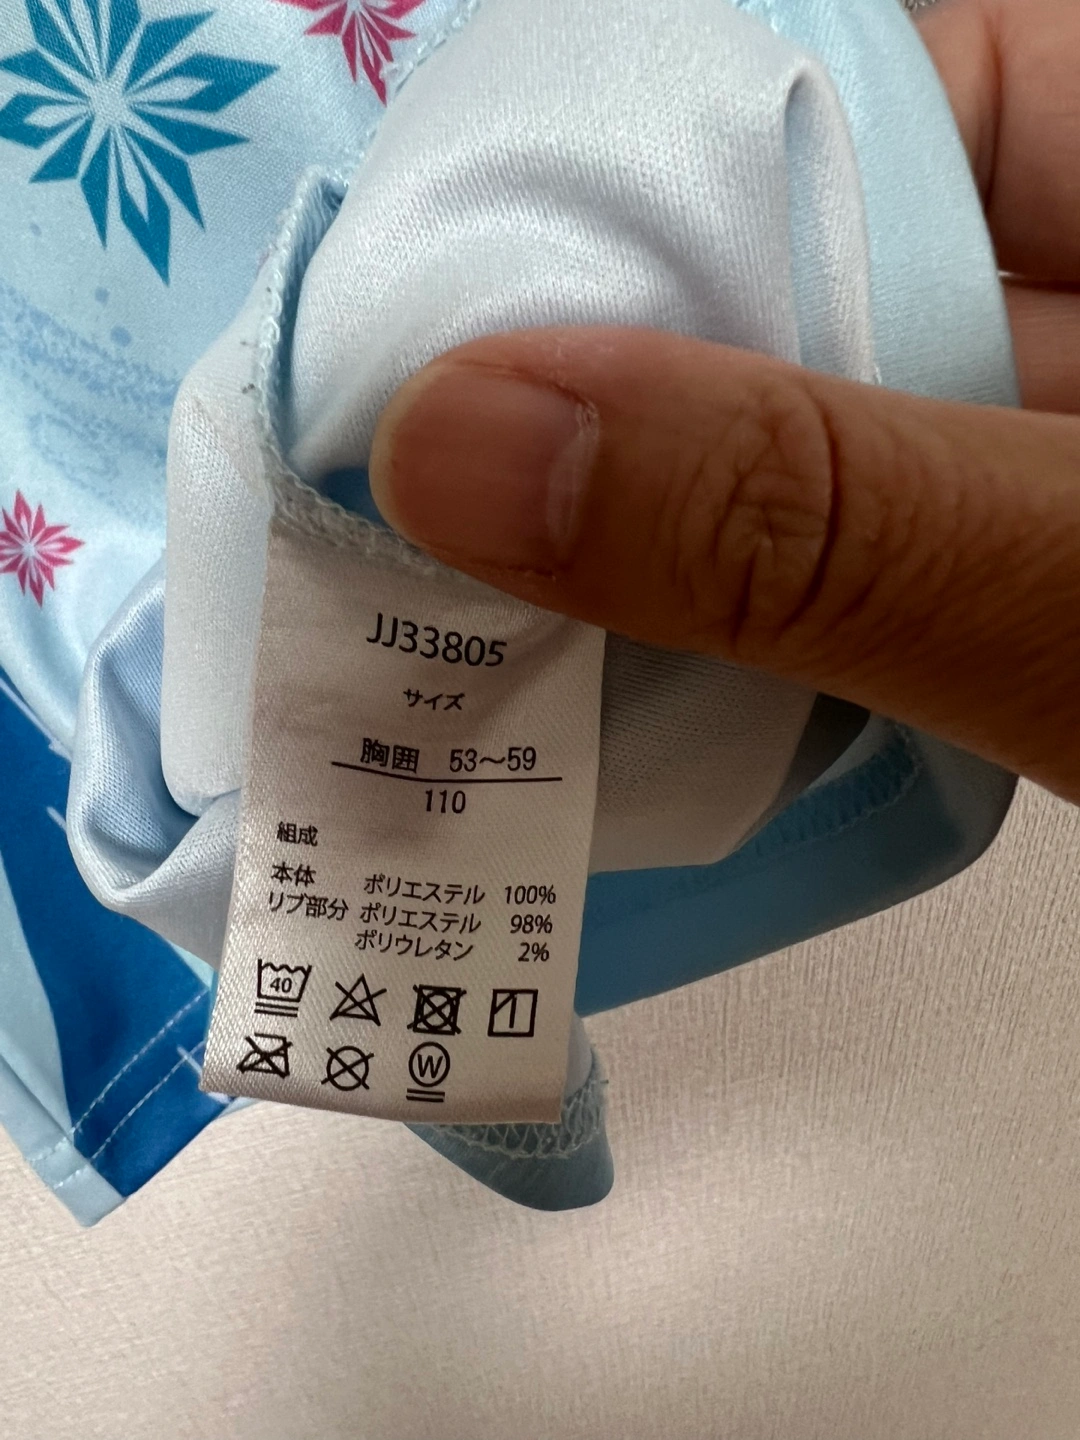 JJ33805
サイズ
胸囲 53～59
110
組成
本体 ポリエステル 100%
リブ部分 ポリエステル 98%
ポリウレタン 2%
40
W